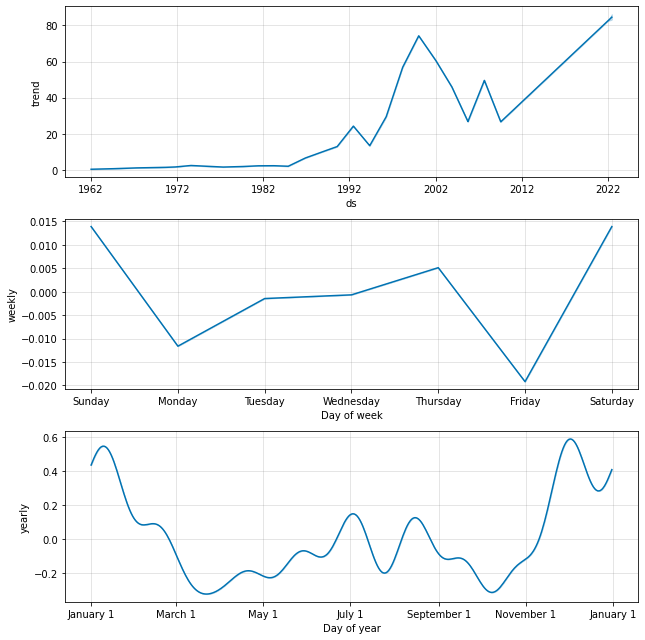 80
60
40
20
0
trend
1962 1972 1982 1992 2002 2012 2022
ds
0.015
0.010
0.005
0.000
−0.005
−0.010
−0.015
−0.020
weekly
Sunday Monday Tuesday Wednesday Thursday Friday Saturday
Day of week
0.6
0.4
0.2
0.0
−0.2
yearly
January 1 March 1 May 1 July 1 September 1 November 1 January 1
Day of year